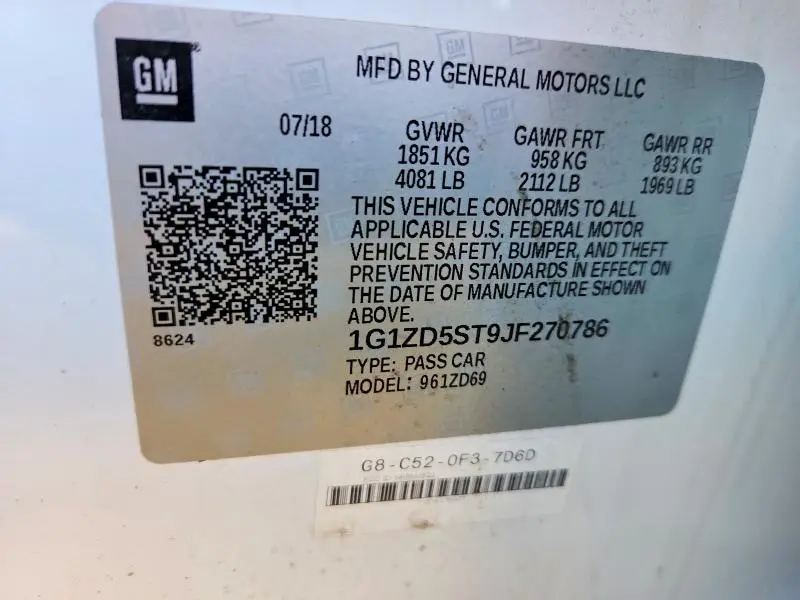 GM
MFD BY GENERAL MOTORS LLC
07/18 GVWR GAWR FRT GAWR RR
1851 KG 958 KG 893 KG
4081 LB 2112 LB 1969 LB
THIS VEHICLE CONFORMS TO ALL
APPLICABLE U.S. FEDERAL MOTOR
VEHICLE SAFETY, BUMPER, AND THEFT
PREVENTION STANDARDS IN EFFECT ON
THE DATE OF MANUFACTURE SHOWN
ABOVE.
8624
1G1ZD5ST9JF270786
TYPE: PASS CAR
MODEL: 961ZD69
G8-C52-0F3-7D6D